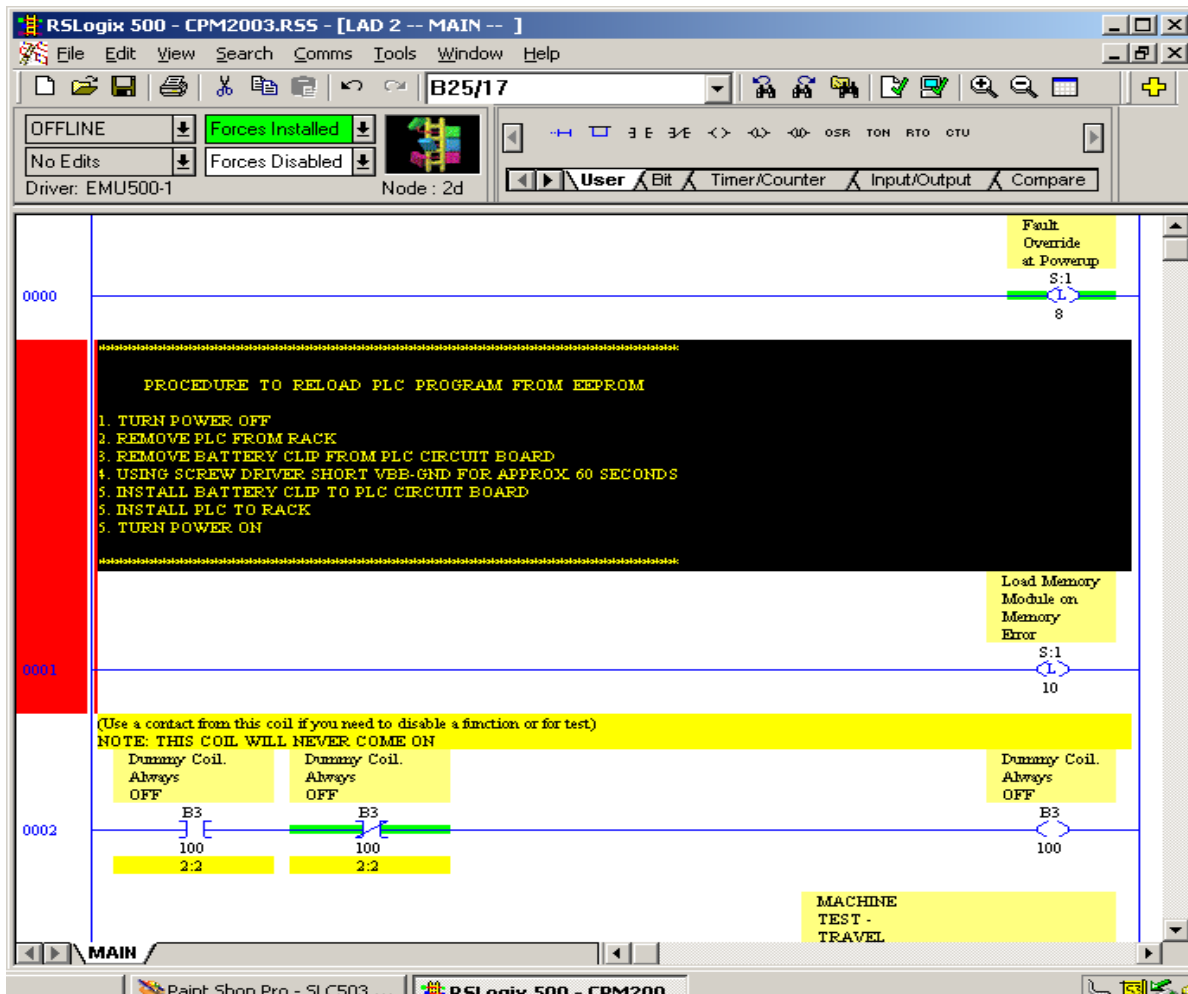 RSLogix 500 - CPM2003.RSS - [LAD 2 -- MAIN -- ]
File Edit View Search Comms Tools Window Help
B25/17
OFFLINE Forces Installed
No Edits Forces Disabled
Driver: EMU500-1 Node : 2d
OSR TON RTO CTU
User Bit Timer/Counter Input/Output Compare
Fault
Override
at Powerup
S:1
0000
L
8
PROCEDURE TO RELOAD PLC PROGRAM FROM EEPROM
1. TURN POWER OFF
2. REMOVE PLC FROM RACK
3. REMOVE BATTERY CLIP FROM PLC CIRCUIT BOARD
4. USING SCREW DRIVER SHORT VBB-GND FOR APPROX. 60 SECONDS
5. INSTALL BATTERY CLIP TO PLC CIRCUIT BOARD
5. INSTALL PLC TO RACK
5. TURN POWER ON
Load Memory
Module on
Memory
Error
S:1
0001
L
10
(Use a contact from this coil if you need to disable a function or for test)
NOTE: THIS COIL WILL NEVER COME ON
Dummy Coil. Dummy Coil. Dummy Coil.
Always Always Always
OFF OFF OFF
B3 B3 B3
0002
100 100 100
2:2 2:2
MACHINE
TEST -
TRAVEL
MAIN
Paint Shop Pro - SLC503 ... RSLogix 500 - CPM200...